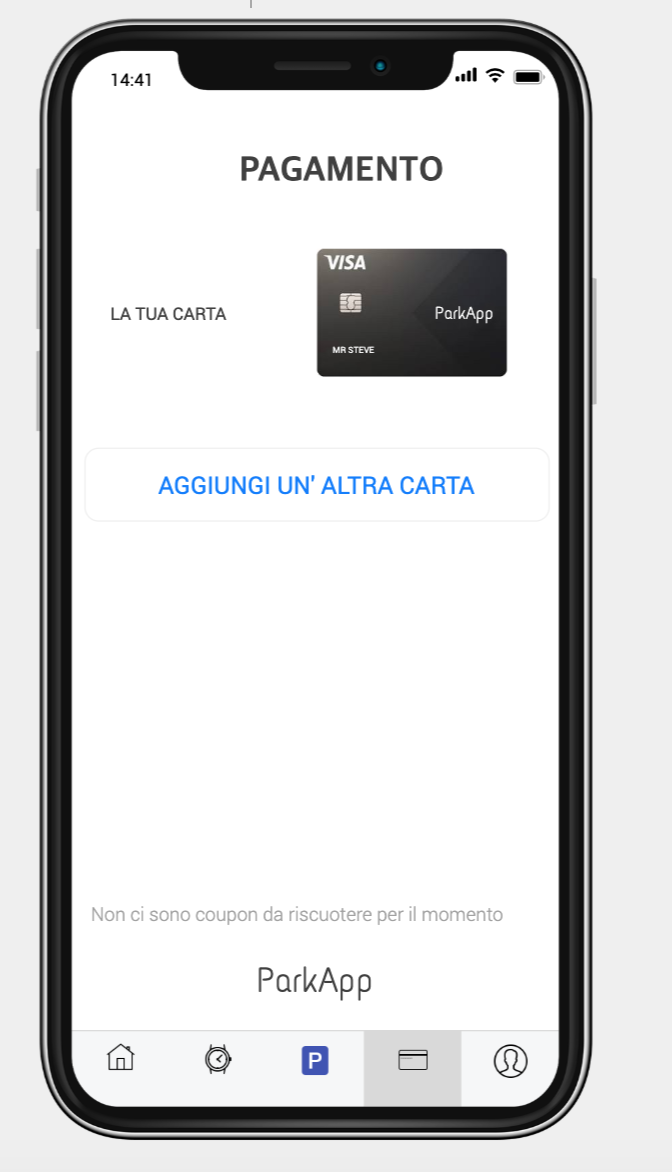 14:41
PAGAMENTO
VISA
LA TUA CARTA
ParkApp
MR STEVE
AGGIUNGI UN' ALTRA CARTA
Non ci sono coupon da riscuotere per il momento
ParkApp
P